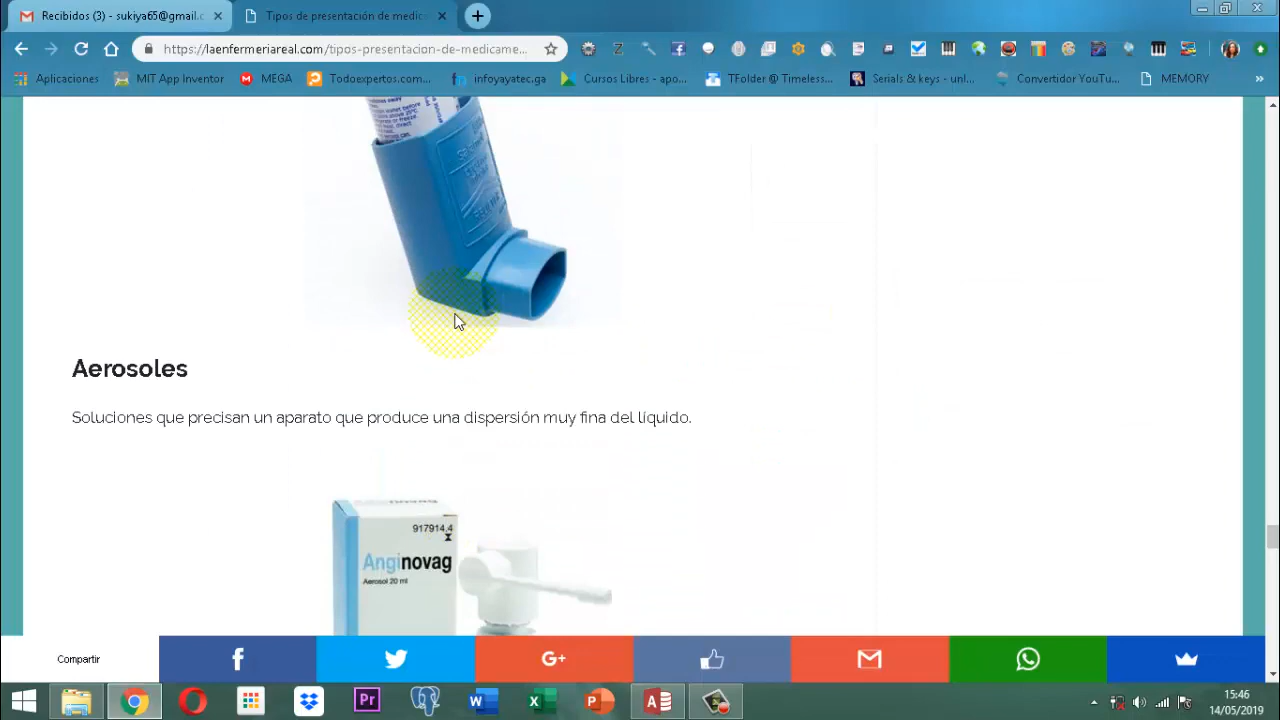 Recibidos (3) - sukiya65@gmail.c
Tipos de presentación de medica
https://laenfermeriareal.com/tipos-presentacion-de-medicame...
Aplicaciones
MIT App Inventor
MEGA
Todoexpertos.com...
infoyayatec.ga
Cursos Libres - apo...
TFolder @ Timeless...
Serials & keys - unl...
Convertidor YouTu...
MEMORY
»
Aerosoles
Soluciones que precisan un aparato que produce una dispersión muy fina del líquido.
917914.4
Anginovag
Aerosol 20 ml
Compartir
G+
Pr
15:46
14/05/2019